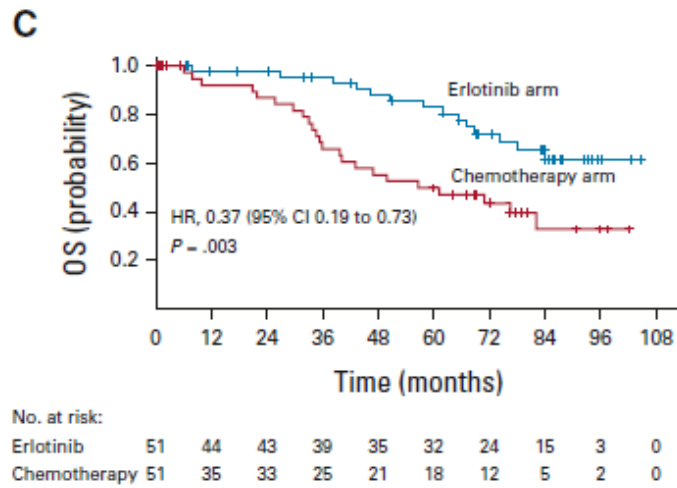 C
1.0
0.8
0.6
0.4
0.2
OS (probability)
Erlotinib arm
Chemotherapy arm
HR, 0.37 (95% CI 0.19 to 0.73)
P = .003
0 12 24 36 48 60 72 84 96 108
Time (months)
No. at risk:
Erlotinib 51 44 43 39 35 32 24 15 3 0
Chemotherapy 51 35 33 25 21 18 12 5 2 0